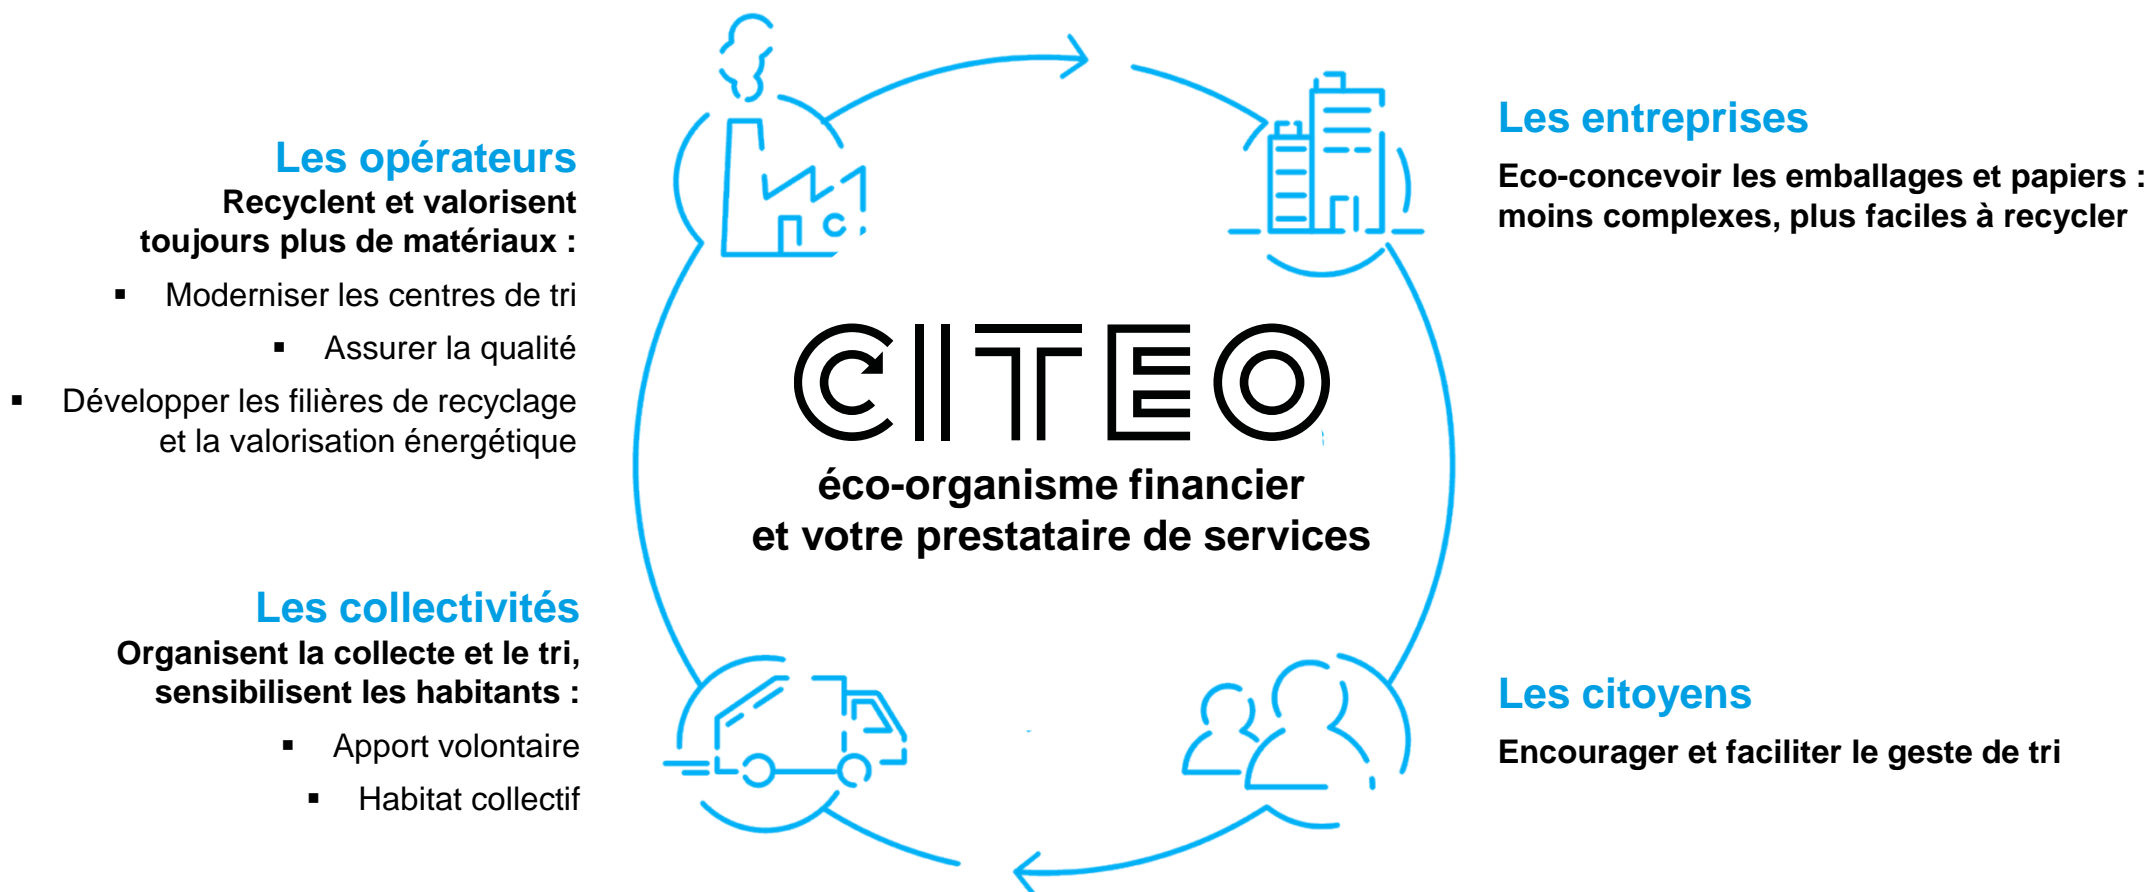 Les opérateurs
Recyclent et valorisent
toujours plus de matériaux :
▪ Moderniser les centres de tri
▪ Assurer la qualité
▪ Développer les filières de recyclage
et la valorisation énergétique
Les collectivités
Organisent la collecte et le tri,
sensibilisent les habitants :
▪ Apport volontaire
▪ Habitat collectif
CITEO
éco-organisme financier
et votre prestataire de services
Les entreprises
Eco-concevoir les emballages et papiers :
moins complexes, plus faciles à recycler
Les citoyens
Encourager et faciliter le geste de tri